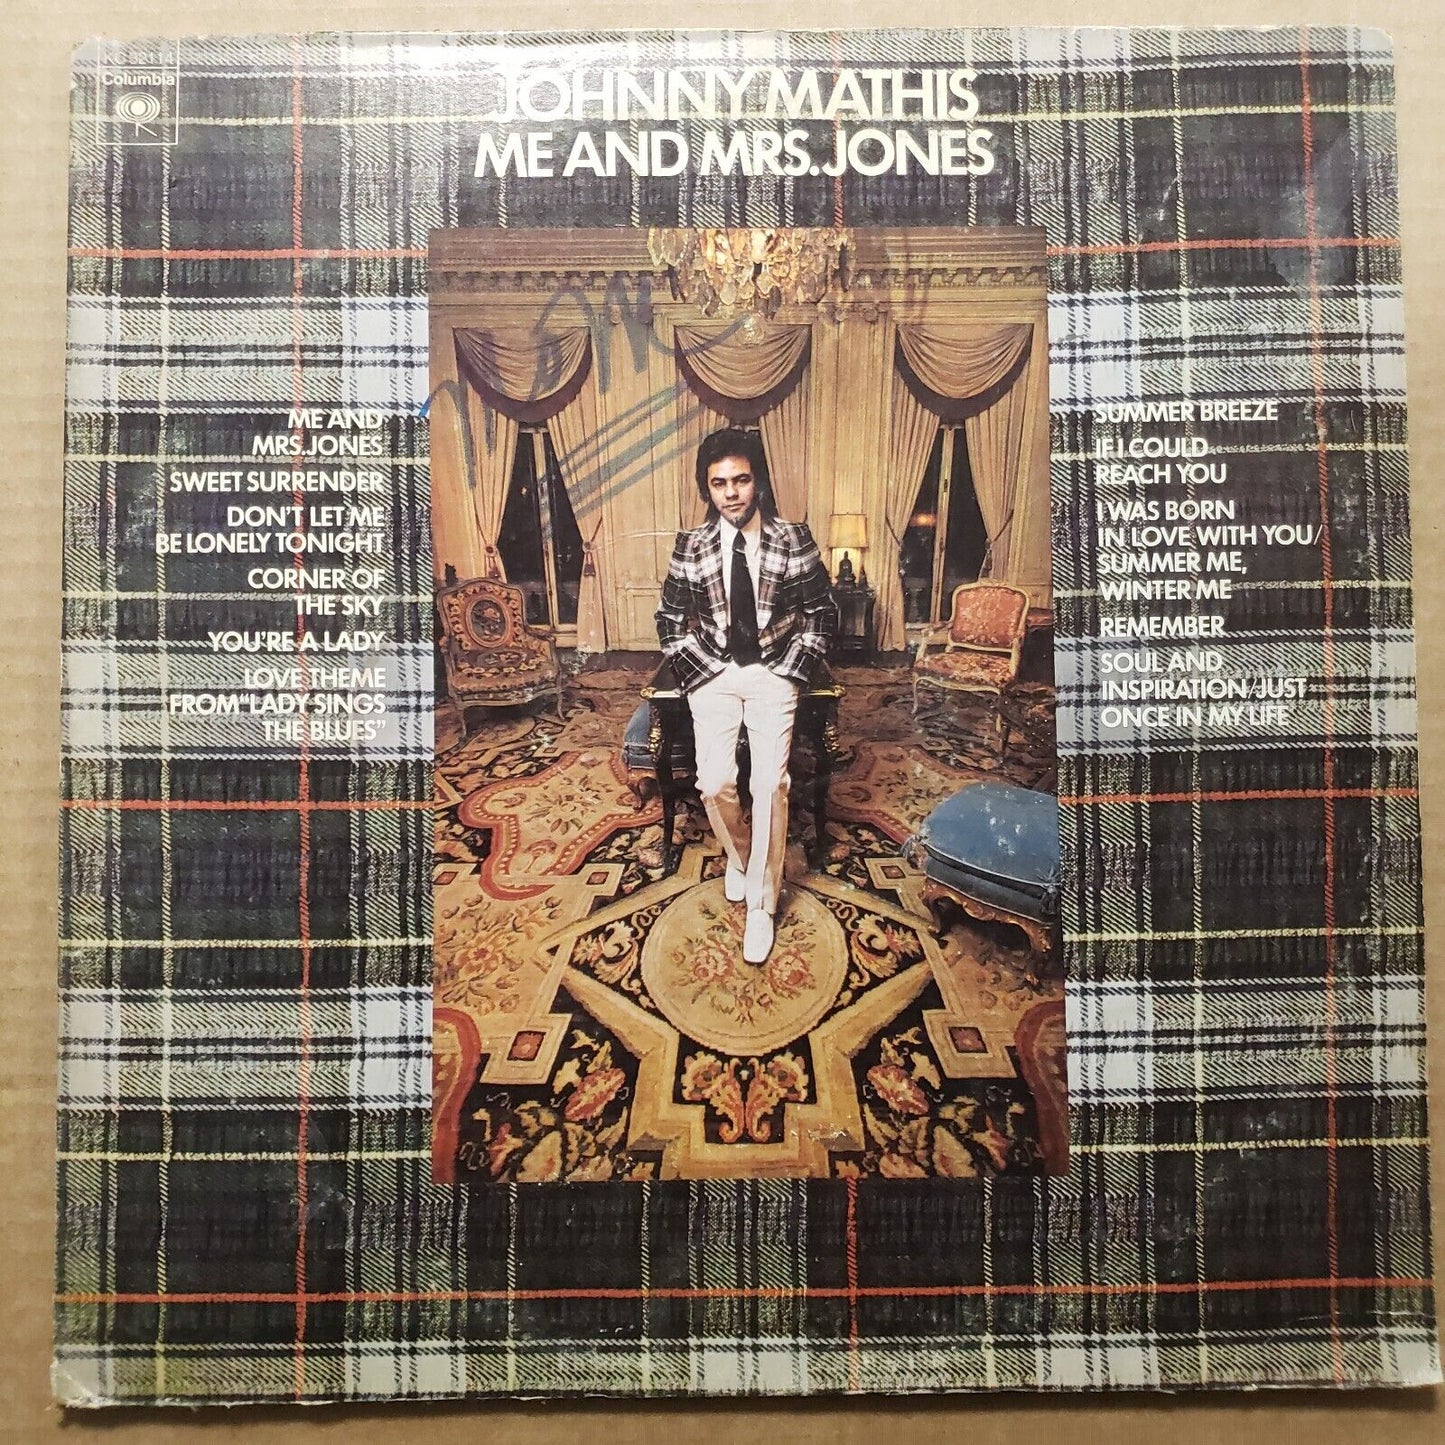 KC 32114
Columbia
JOHNNY MATHIS
ME AND MRS. JONES
ME AND
MRS. JONES
SWEET SURRENDER
DON'T LET ME
BE LONELY TONIGHT
CORNER OF
THE SKY
YOU'RE A LADY
LOVE THEME
FROM "LADY SINGS
THE BLUES"
SUMMER BREEZE
IF I COULD
REACH YOU
I WAS BORN
IN LOVE WITH YOU/
SUMMER ME,
WINTER ME
REMEMBER
SOUL AND
INSPIRATION/JUST
ONCE IN MY LIFE